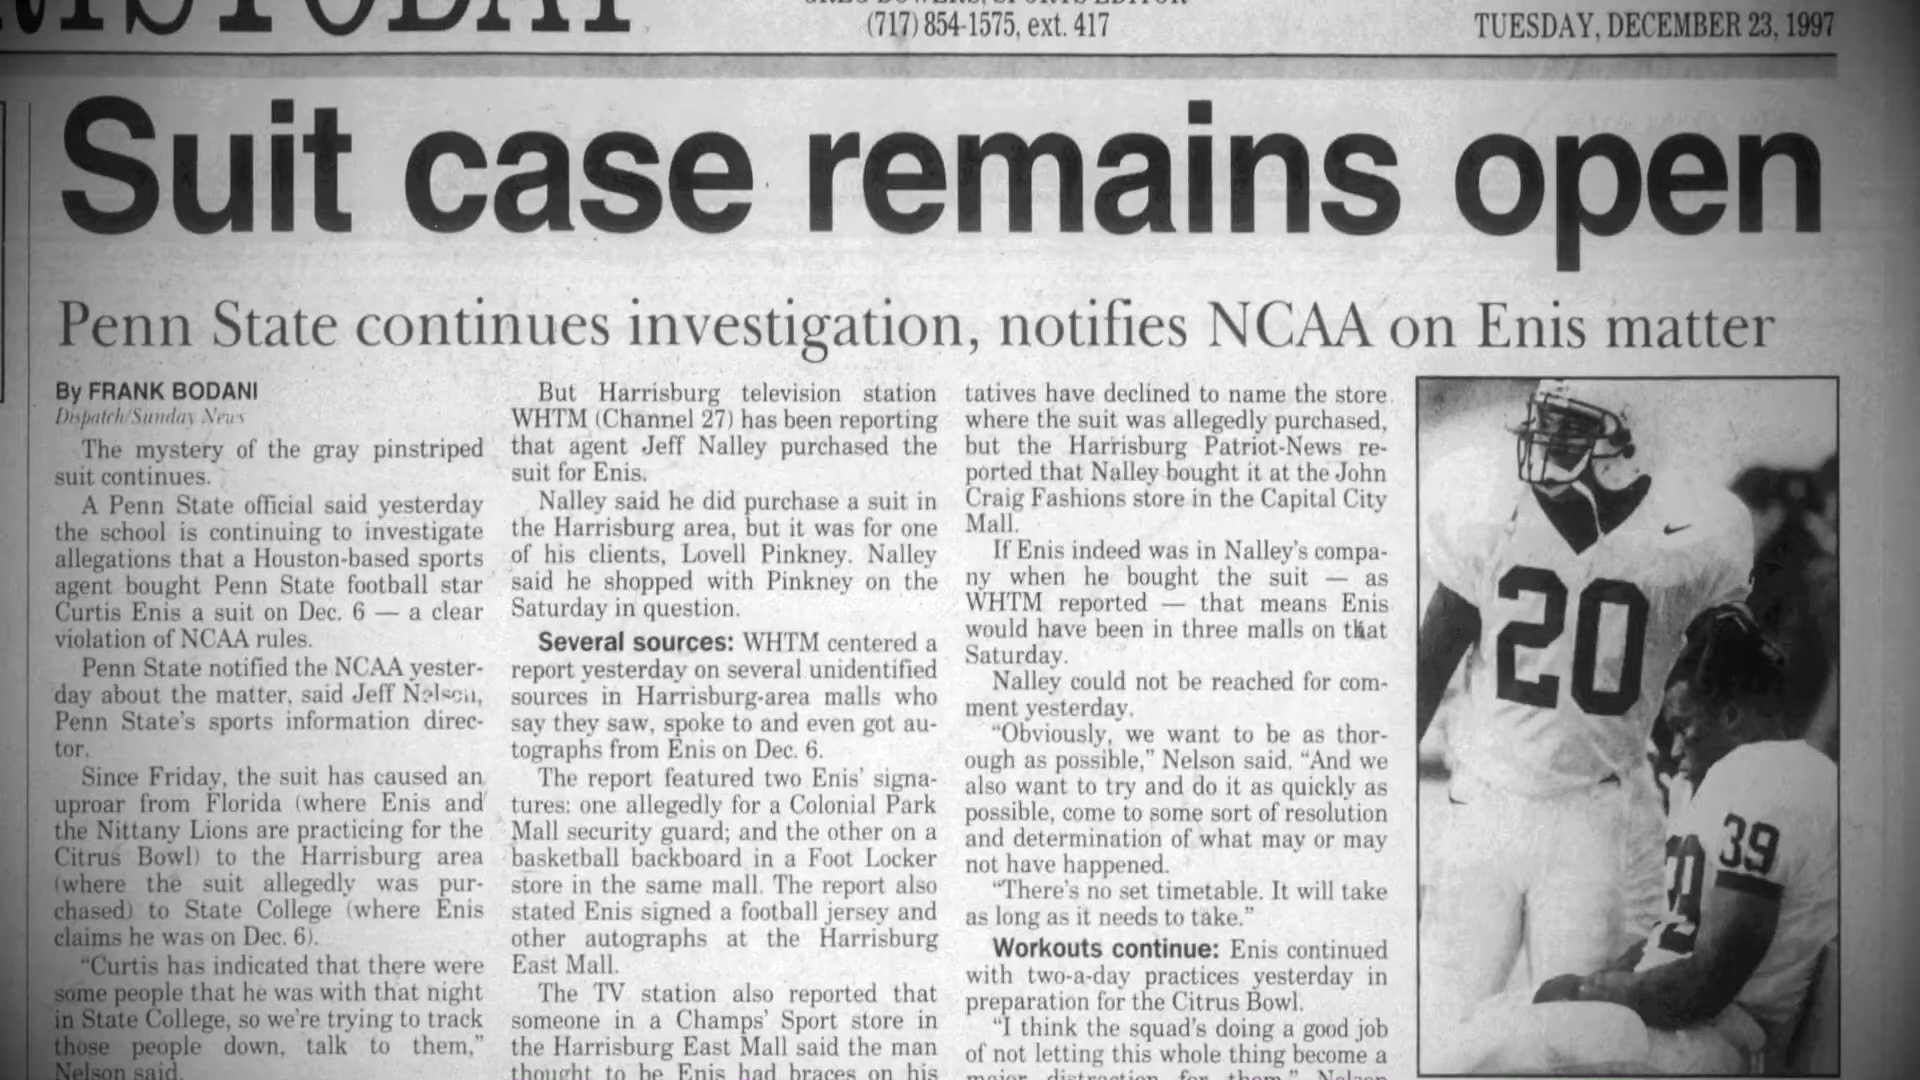 (717) 854-1575, ext. 417
TUESDAY, DECEMBER 23, 1997
Suit case remains open
Penn State continues investigation, notifies NCAA on Enis matter
By FRANK BODANI
Dispatch/Sunday News
The mystery of the gray pinstriped
suit continues.
A Penn State official said yesterday
the school is continuing to investigate
allegations that a Houston-based sports
agent bought Penn State football star
Curtis Enis a suit on Dec. 6 — a clear
violation of NCAA rules.
Penn State notified the NCAA yester-
day about the matter, said Jeff Nelson,
Penn State's sports information direc-
tor.
Since Friday, the suit has caused an
uproar from Florida (where Enis and
the Nittany Lions are practicing for the
Citrus Bowl) to the Harrisburg area
(where the suit allegedly was pur-
chased) to State College (where Enis
claims he was on Dec. 6).
“Curtis has indicated that there were
some people that he was with that night
in State College, so we're trying to track
those people down, talk to them,”
Nelson said.
But Harrisburg television station
WHTM (Channel 27) has been reporting
that agent Jeff Nalley purchased the
suit for Enis.
Nalley said he did purchase a suit in
the Harrisburg area, but it was for one
of his clients, Lovell Pinkney. Nalley
said he shopped with Pinkney on the
Saturday in question.
Several sources: WHTM centered a
report yesterday on several unidentified
sources in Harrisburg-area malls who
say they saw, spoke to and even got au-
tographs from Enis on Dec. 6.
The report featured two Enis' signa-
tures: one allegedly for a Colonial Park
Mall security guard; and the other on a
basketball backboard in a Foot Locker
store in the same mall. The report also
stated Enis signed a football jersey and
other autographs at the Harrisburg
East Mall.
The TV station also reported that
someone in a Champs' Sport store in
the Harrisburg East Mall said the man
thought to be Enis had braces on his
tatives have declined to name the store
where the suit was allegedly purchased,
but the Harrisburg Patriot-News re-
ported that Nalley bought it at the John
Craig Fashions store in the Capital City
Mall.
If Enis indeed was in Nalley's compa-
ny when he bought the suit — as
WHTM reported — that means Enis
would have been in three malls on that
Saturday.
Nalley could not be reached for com-
ment yesterday.
“Obviously, we want to be as thor-
ough as possible,” Nelson said. “And we
also want to try and do it as quickly as
possible, come to some sort of resolution
and determination of what may or may
not have happened.
“There's no set timetable. It will take
as long as it needs to take.”
Workouts continue: Enis continued
with two-a-day practices yesterday in
preparation for the Citrus Bowl.
“I think the squad's doing a good job
of not letting this whole thing become a
major distraction for them,” Nelson
20
39